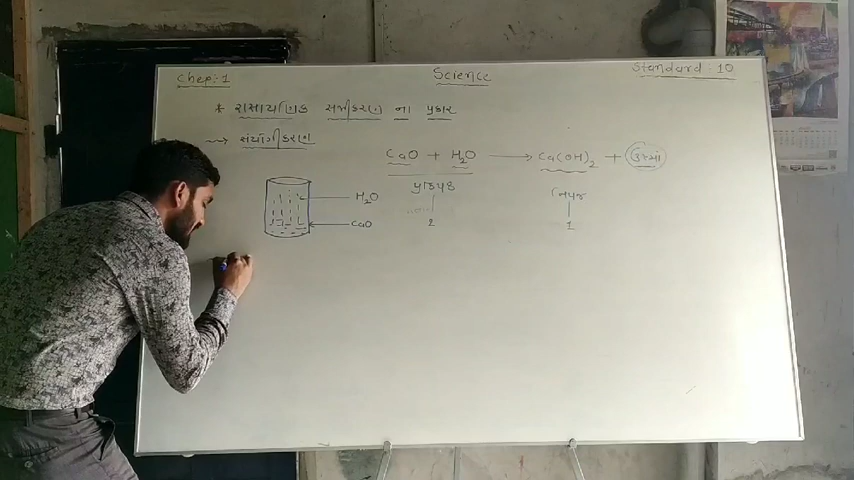 Chep:1 Science Standard : 10
* રાસાયણિક સમીકરણ ના પ્રકાર
→ સંયોગીકરણ
CaO + H₂O → Ca(OH)₂ + ઉષ્મા
પ્રક્રિયક નિપજ
H₂O
CaO
2 1